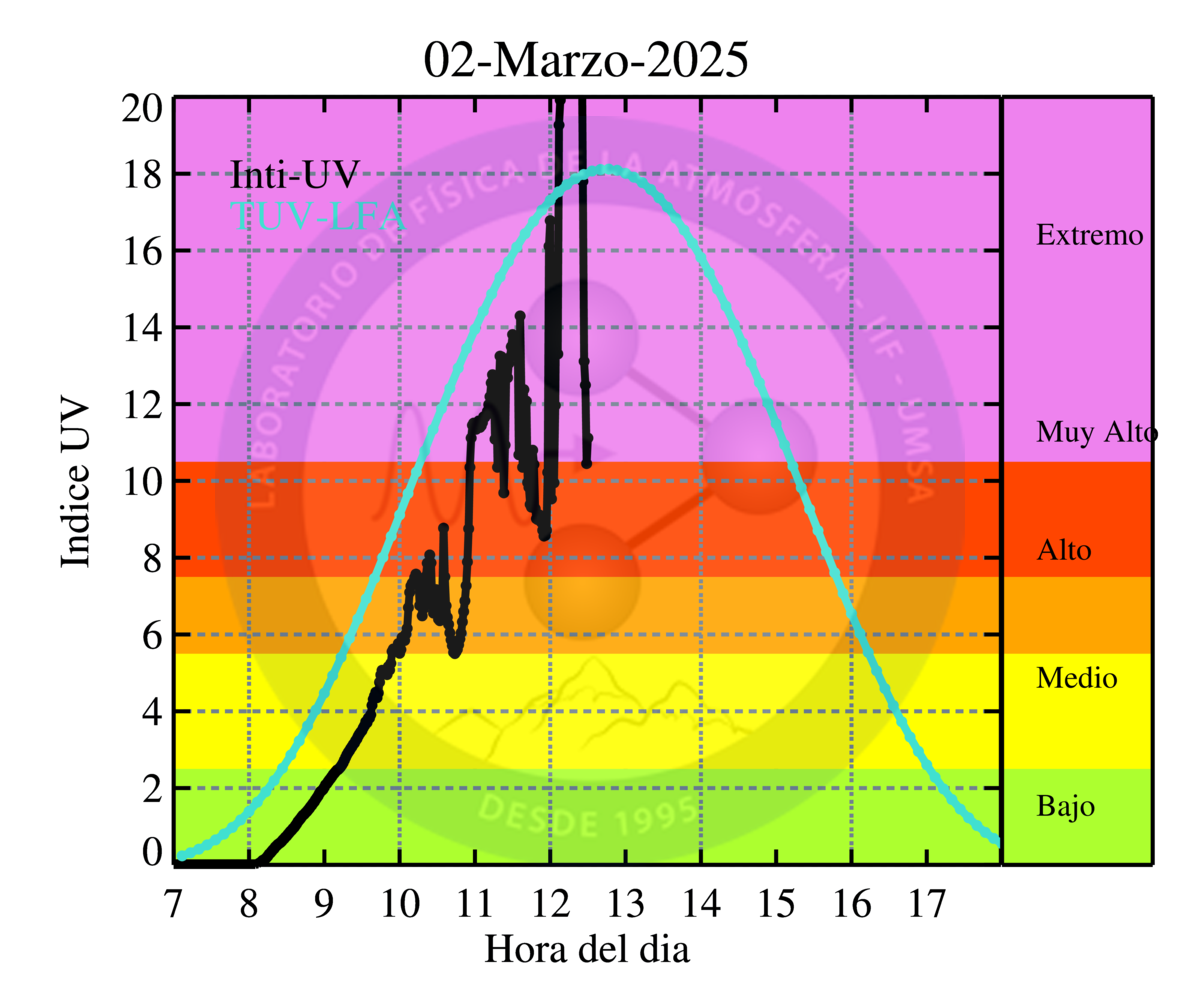 02-Marzo-2025
Inti-UV
TUV-LFA
LABORATORIO DE FÍSICA DE LA ATMÓSFERA - IIF - UMSA
DESDE 1995
Indice UV
20
18
16
14
12
10
8
6
4
2
0
Extremo
Muy Alto
Alto
Medio
Bajo
7 8 9 10 11 12 13 14 15 16 17
Hora del dia